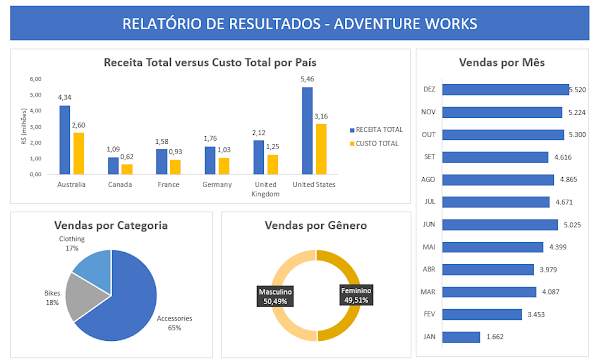 RELATÓRIO DE RESULTADOS - ADVENTURE WORKS
Receita Total versus Custo Total por País
R$ (milhões)
6,00
5,00
4,00
3,00
2,00
1,00
0,00
4,34
2,60
1,09
0,62
1,58
0,93
1,76
1,03
2,12
1,25
5,46
3,16
Australia
Canada
France
Germany
United
Kingdom
United States
RECEITA TOTAL
CUSTO TOTAL
Vendas por Mês
DEZ 5.520
NOV 5.224
OUT 5.300
SET 4.616
AGO 4.865
JUL 4.671
JUN 5.025
MAI 4.399
ABR 3.979
MAR 4.087
FEV 3.453
JAN 1.662
Vendas por Categoria
Clothing
17%
Bikes
18%
Accessories
65%
Vendas por Gênero
Masculino
50,49%
Feminino
49,51%